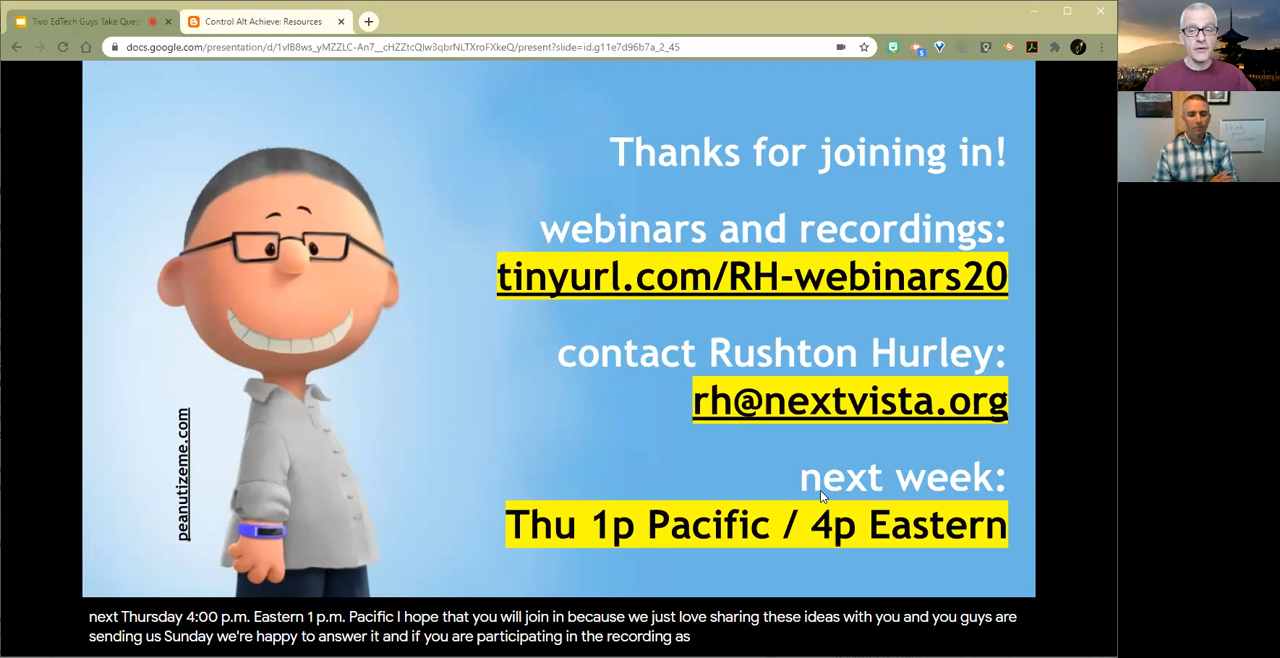 Two EdTech Guys Take Que
Control Alt Achieve: Resources
docs.google.com/presentation/d/1vlB8ws_yMZZLC-An7__cHZZtcQlw3qbrNLTXroFXkeQ/present?slide=id.g11e7d96b7a_2_45
Thanks for joining in!
webinars and recordings:
tinyurl.com/RH-webinars20
contact Rushton Hurley:
rh@nextvista.org
peanutizeme.com
next week:
Thu 1p Pacific / 4p Eastern
next Thursday 4:00 p.m. Eastern 1 p.m. Pacific I hope that you will join in because we just love sharing these ideas with you and you guys are
sending us Sunday we're happy to answer it and if you are participating in the recording as